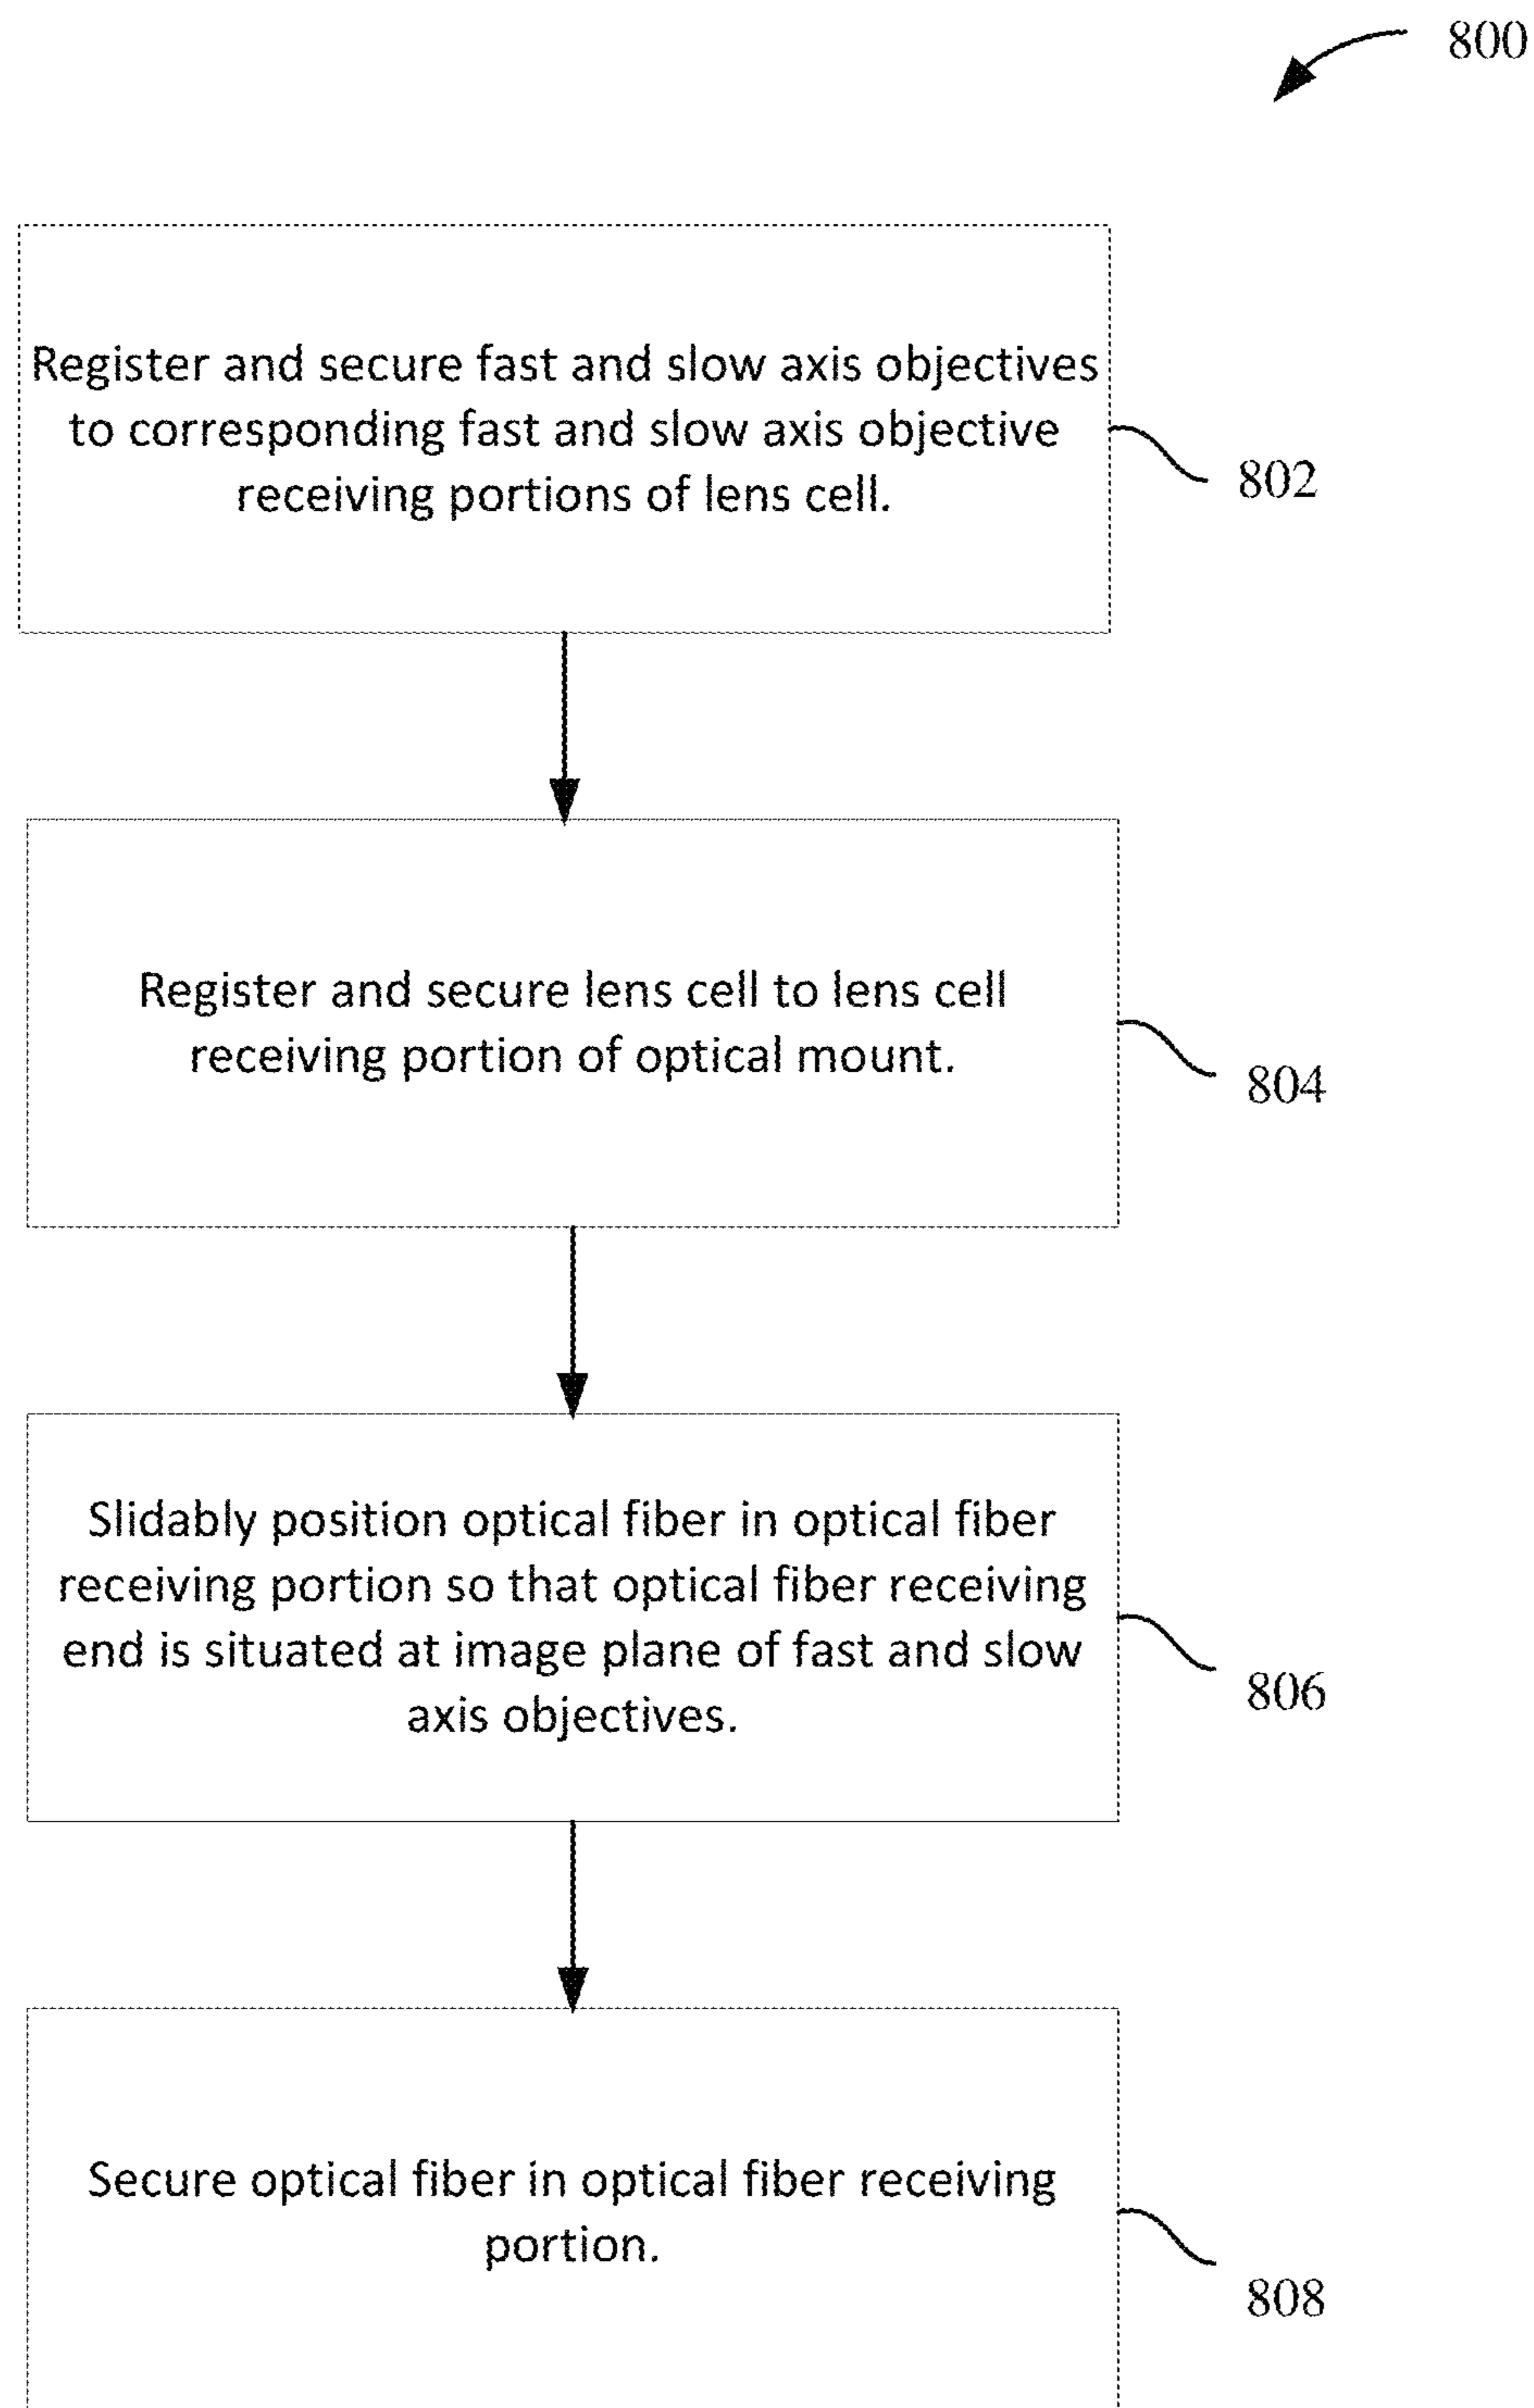 800
Register and secure fast and slow axis objectives
to corresponding fast and slow axis objective
receiving portions of lens cell.
802
Register and secure lens cell to lens cell
receiving portion of optical mount.
804
Slidably position optical fiber in optical fiber
receiving portion so that optical fiber receiving
end is situated at image plane of fast and slow
axis objectives.
806
Secure optical fiber in optical fiber receiving
portion.
808